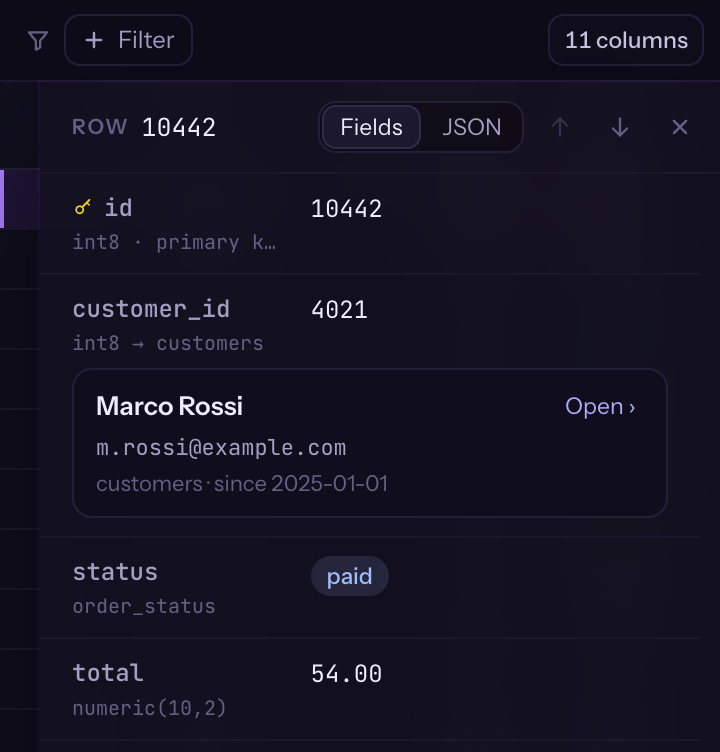 Filter
11 columns
ROW 10442
Fields
JSON
id
10442
int8 · primary k…
customer_id
4021
int8 → customers
Marco Rossi
Open ›
m.rossi@example.com
customers · since 2025-01-01
status
paid
order_status
total
54.00
numeric(10,2)